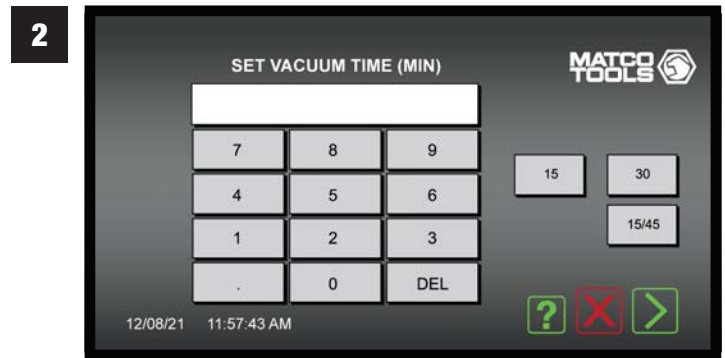 2
SET VACUUM TIME (MIN)
MATCO
TOOLS
7 8 9
4 5 6
1 2 3
. 0 DEL
15 30
15/45
?
12/08/21 11:57:43 AM